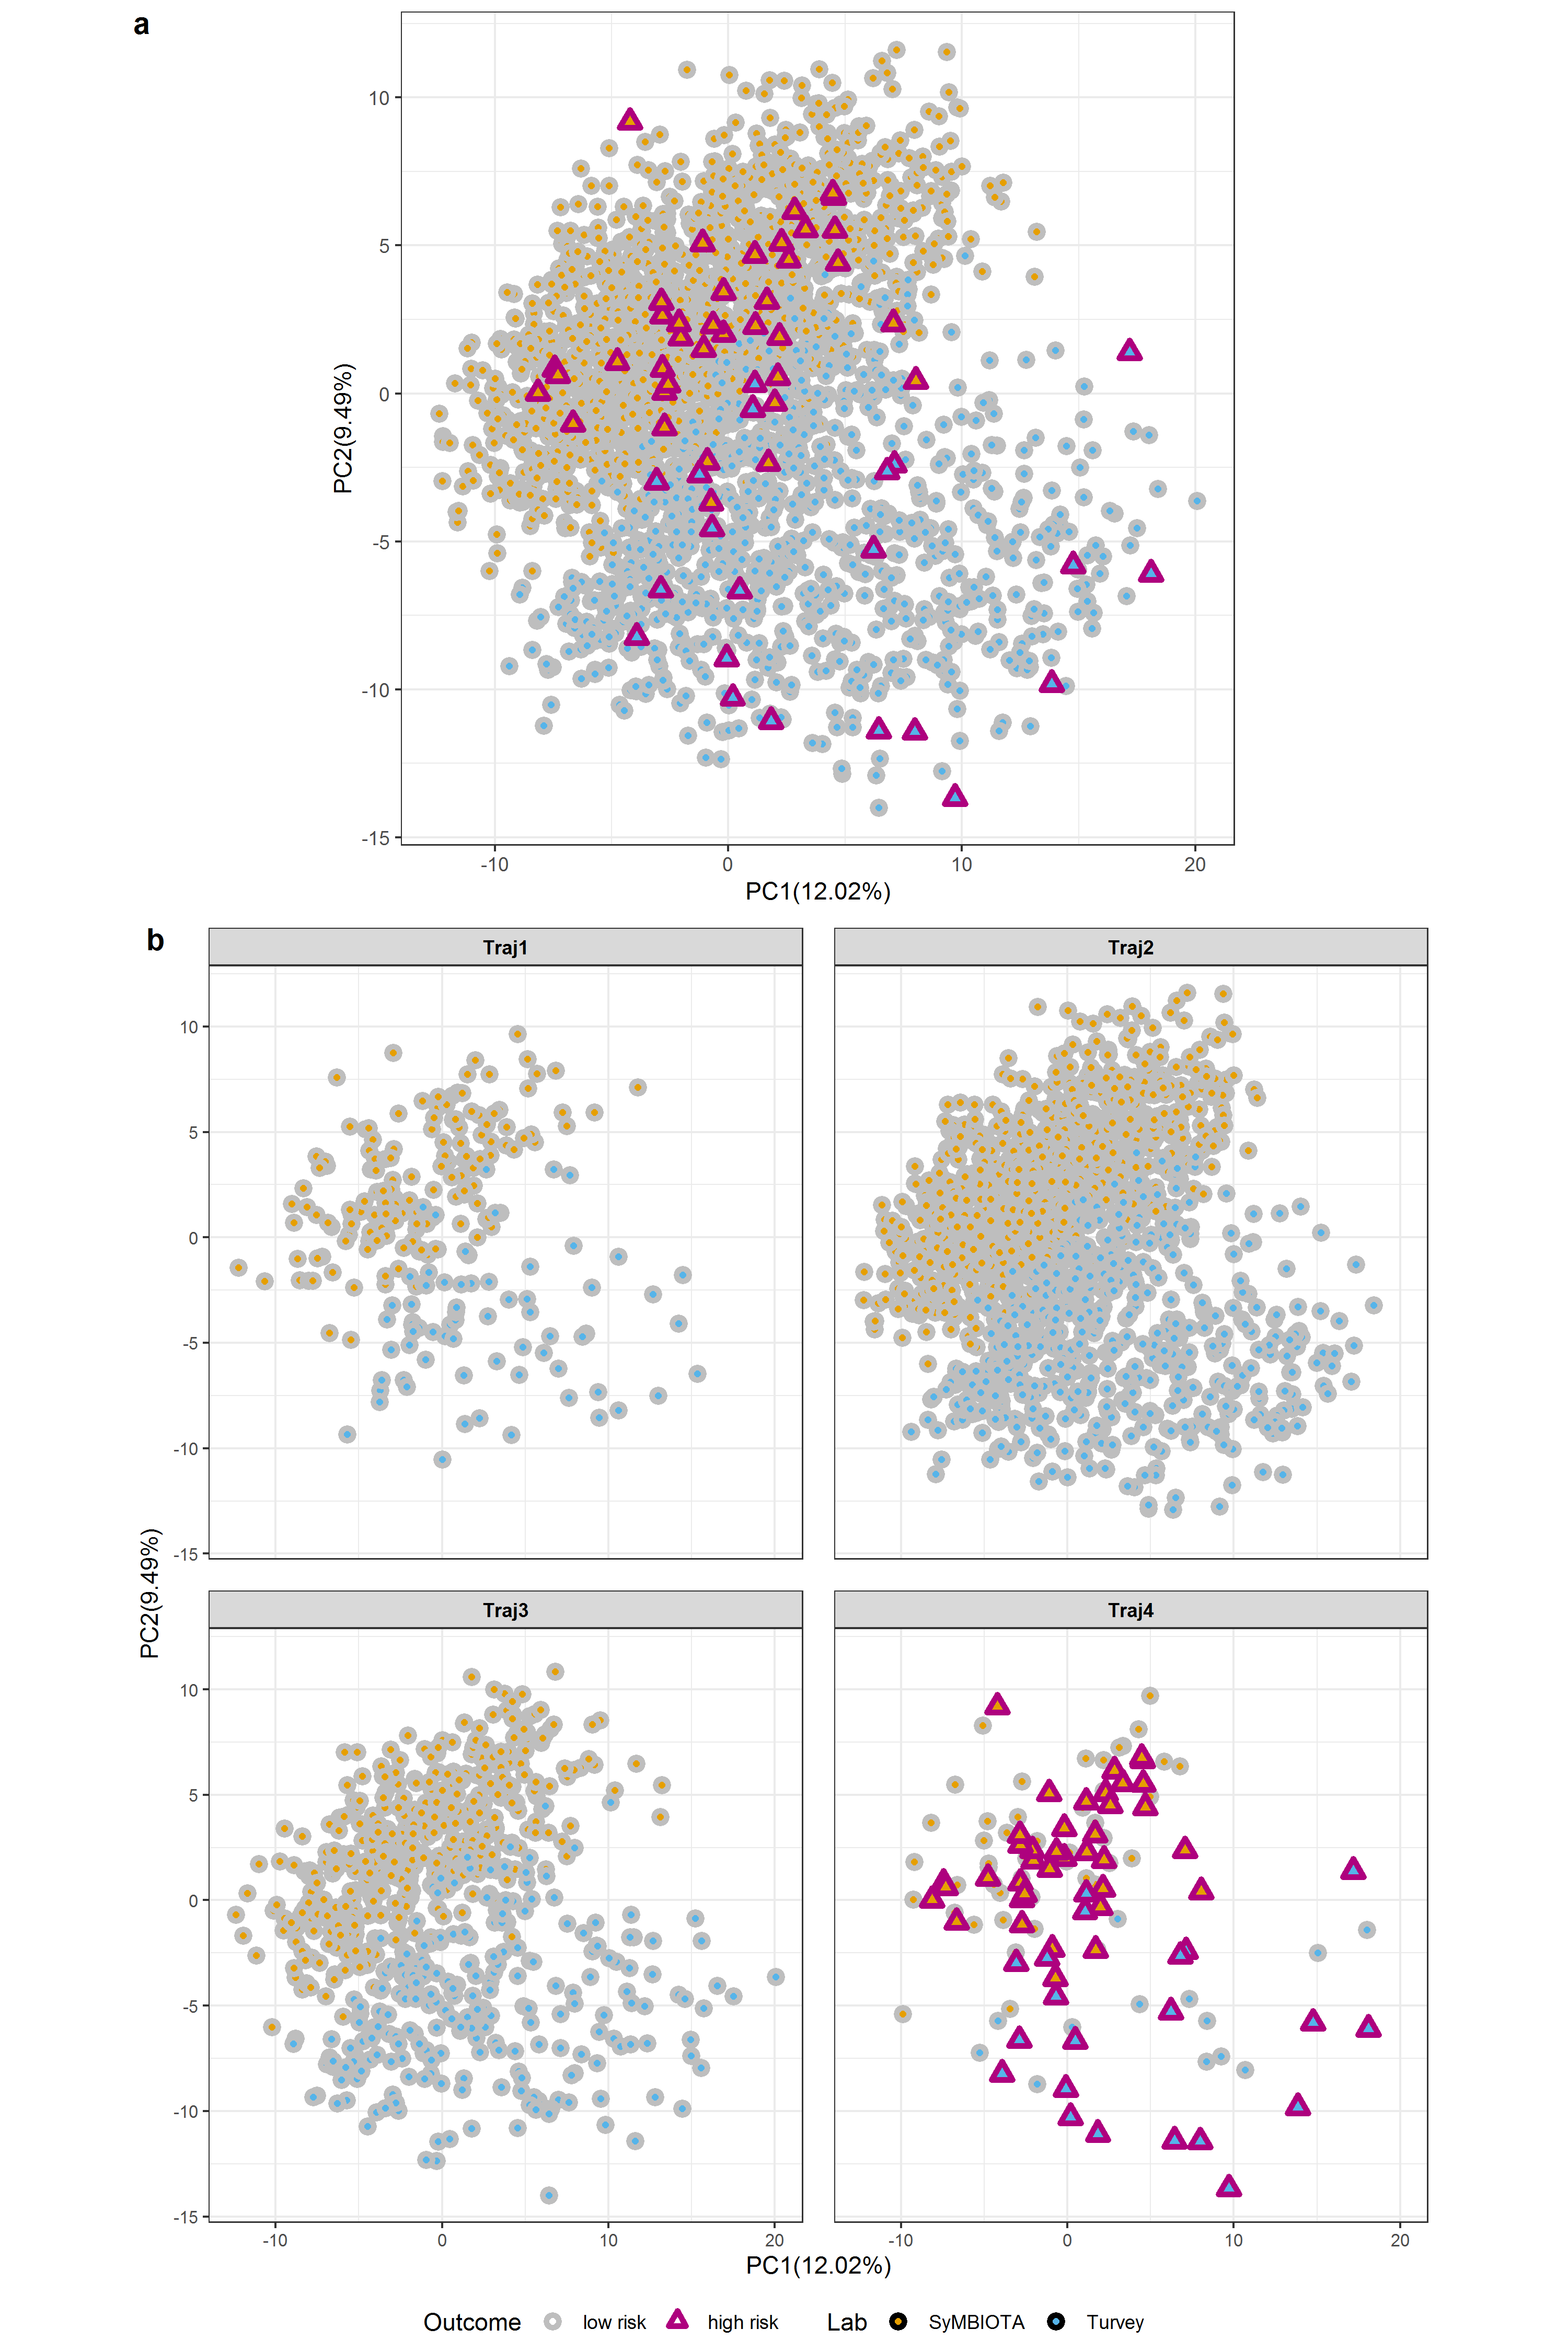 a
10
5
0
-5
-10
-15
-10 0 10 20
PC2(9.49%)
PC1(12.02%)
b
Traj1 Traj2
10
5
0
-5
-10
-15
PC2(9.49%)
Traj3 Traj4
10
5
0
-5
-10
-15
-10 0 10 20 -10 0 10 20
PC1(12.02%)
Outcome low risk high risk Lab SyMBIOTA Turvey